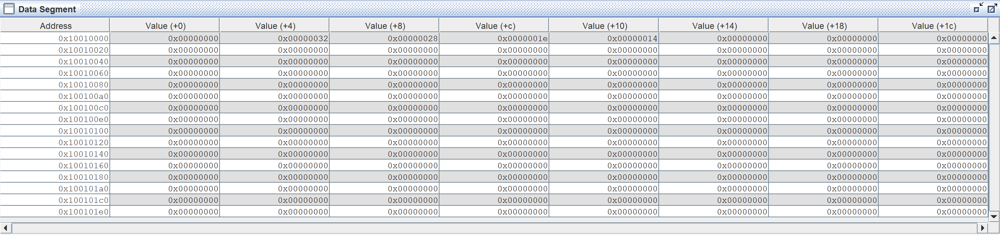 Data Segment
Address Value (+0) Value (+4) Value (+8) Value (+c) Value (+10) Value (+14) Value (+18) Value (+1c)
0x10010000 0x00000000 0x00000032 0x00000028 0x0000001e 0x00000014 0x00000000 0x00000000 0x00000000
0x10010020 0x00000000 0x00000000 0x00000000 0x00000000 0x00000000 0x00000000 0x00000000 0x00000000
0x10010040 0x00000000 0x00000000 0x00000000 0x00000000 0x00000000 0x00000000 0x00000000 0x00000000
0x10010060 0x00000000 0x00000000 0x00000000 0x00000000 0x00000000 0x00000000 0x00000000 0x00000000
0x10010080 0x00000000 0x00000000 0x00000000 0x00000000 0x00000000 0x00000000 0x00000000 0x00000000
0x100100a0 0x00000000 0x00000000 0x00000000 0x00000000 0x00000000 0x00000000 0x00000000 0x00000000
0x100100c0 0x00000000 0x00000000 0x00000000 0x00000000 0x00000000 0x00000000 0x00000000 0x00000000
0x100100e0 0x00000000 0x00000000 0x00000000 0x00000000 0x00000000 0x00000000 0x00000000 0x00000000
0x10010100 0x00000000 0x00000000 0x00000000 0x00000000 0x00000000 0x00000000 0x00000000 0x00000000
0x10010120 0x00000000 0x00000000 0x00000000 0x00000000 0x00000000 0x00000000 0x00000000 0x00000000
0x10010140 0x00000000 0x00000000 0x00000000 0x00000000 0x00000000 0x00000000 0x00000000 0x00000000
0x10010160 0x00000000 0x00000000 0x00000000 0x00000000 0x00000000 0x00000000 0x00000000 0x00000000
0x10010180 0x00000000 0x00000000 0x00000000 0x00000000 0x00000000 0x00000000 0x00000000 0x00000000
0x100101a0 0x00000000 0x00000000 0x00000000 0x00000000 0x00000000 0x00000000 0x00000000 0x00000000
0x100101c0 0x00000000 0x00000000 0x00000000 0x00000000 0x00000000 0x00000000 0x00000000 0x00000000
0x100101e0 0x00000000 0x00000000 0x00000000 0x00000000 0x00000000 0x00000000 0x00000000 0x00000000